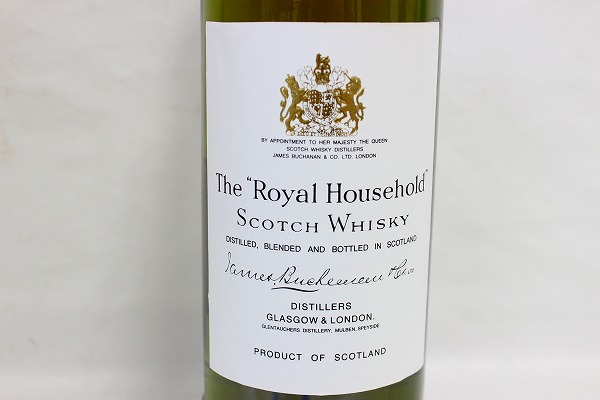 BY APPOINTMENT TO HER MAJESTY THE QUEEN
SCOTCH WHISKY DISTILLERS
JAMES BUCHANAN & CO. LTD. LONDON
The "Royal Household"
SCOTCH WHISKY
DISTILLED, BLENDED AND BOTTLED IN SCOTLAND
James Buchanan & Co
DISTILLERS
GLASGOW & LONDON.
GLENTAUCHERS DISTILLERY, MULBEN, SPEYSIDE
PRODUCT OF SCOTLAND